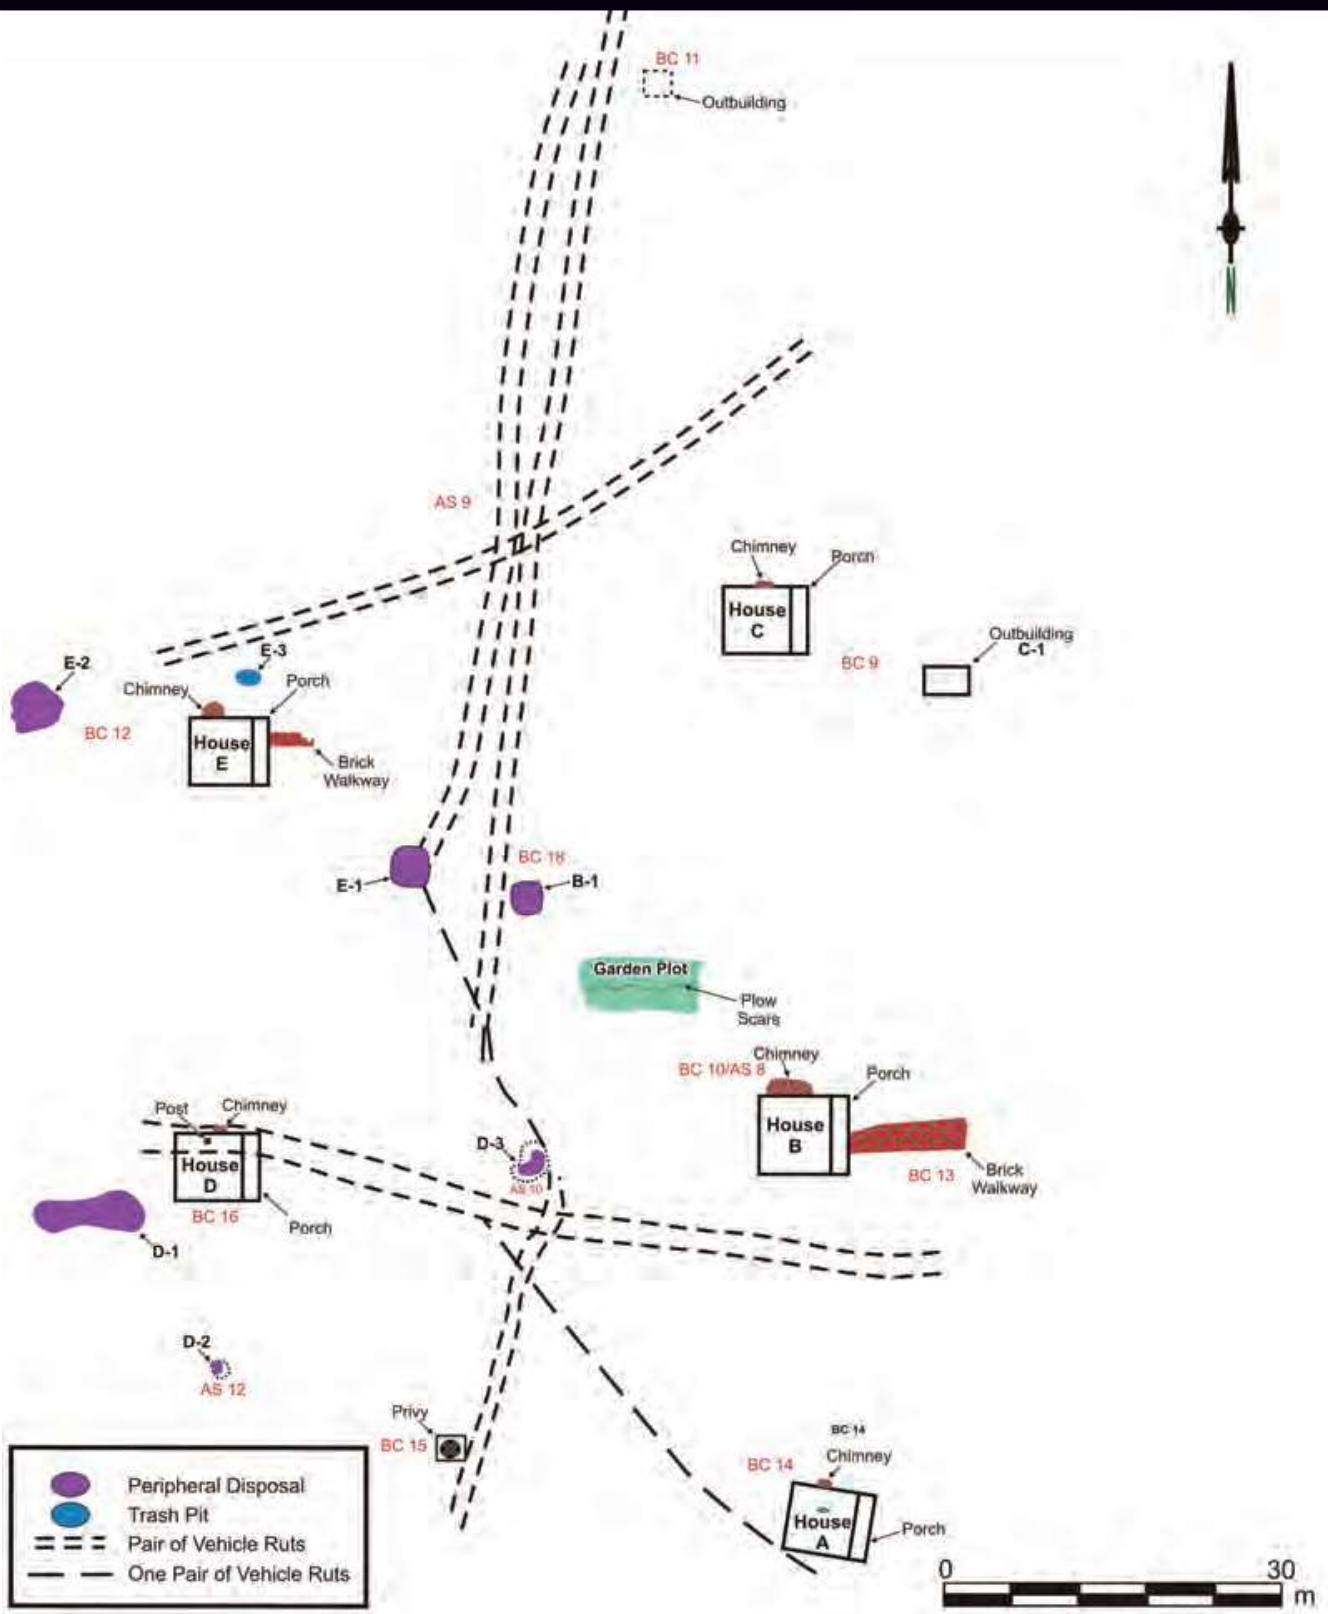 BC 11
Outbuilding
N
AS 9
Chimney
Porch
House
C
BC 9
Outbuilding
C-1
E-2
E-3
Chimney
Porch
BC 12
House
E
Brick
Walkway
BC 18
E-1
B-1
Garden Plot
Plow
Scars
BC 10/AS 8
Chimney
Porch
House
B
BC 13
Brick
Walkway
Post
Chimney
House
D
BC 16
Porch
D-1
D-3
AS 10
D-2
AS 12
Privy
BC 15
BC 14
BC 14
Chimney
House
A
Porch
Peripheral Disposal
Trash Pit
Pair of Vehicle Ruts
One Pair of Vehicle Ruts
0
30
m